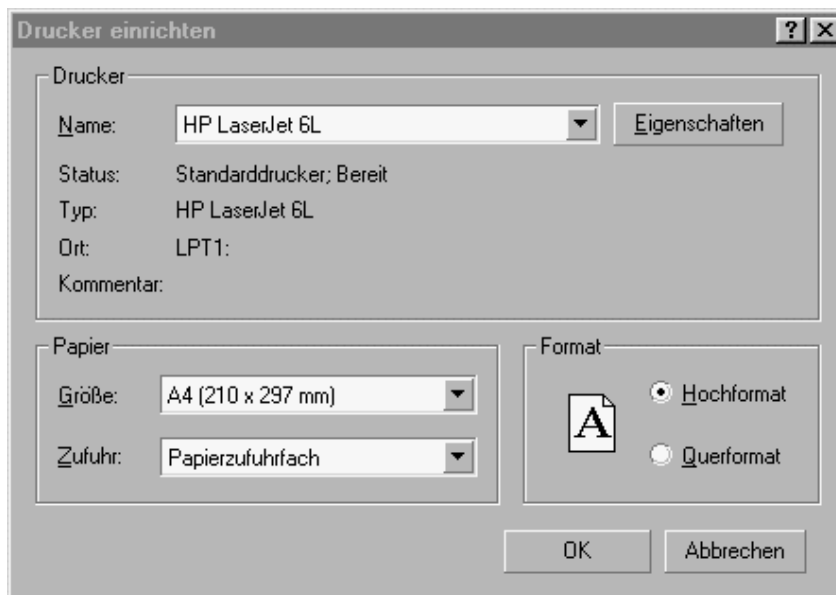 Drucker einrichten
Drucker
Name: HP LaserJet 6L Eigenschaften
Status: Standarddrucker; Bereit
Typ: HP LaserJet 6L
Ort: LPT1:
Kommentar:
Papier
Größe: A4 (210 x 297 mm)
Zufuhr: Papierzufuhrfach
Format
A
Hochformat
Querformat
OK Abbrechen